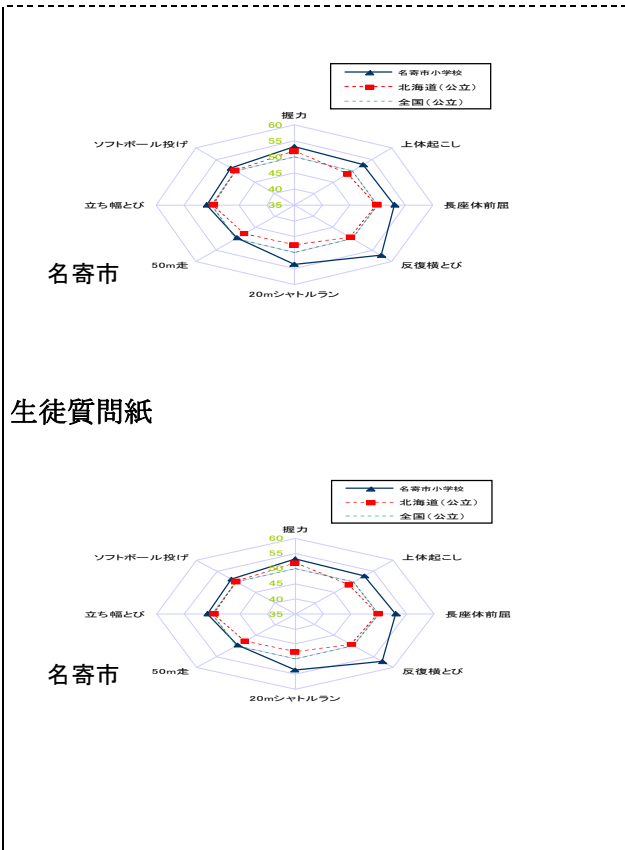 名寄市小学校
北海道(公立)
全国(公立)
握力
60
ソフトボール投げ
55
上体起こし
50
45
40
立ち幅とび
35
長座体前屈
50m走
反復横とび
名寄市
20mシャトルラン
生徒質問紙
名寄市小学校
北海道(公立)
全国(公立)
握力
60
ソフトボール投げ
55
上体起こし
50
45
40
立ち幅とび
35
長座体前屈
50m走
反復横とび
名寄市
20mシャトルラン